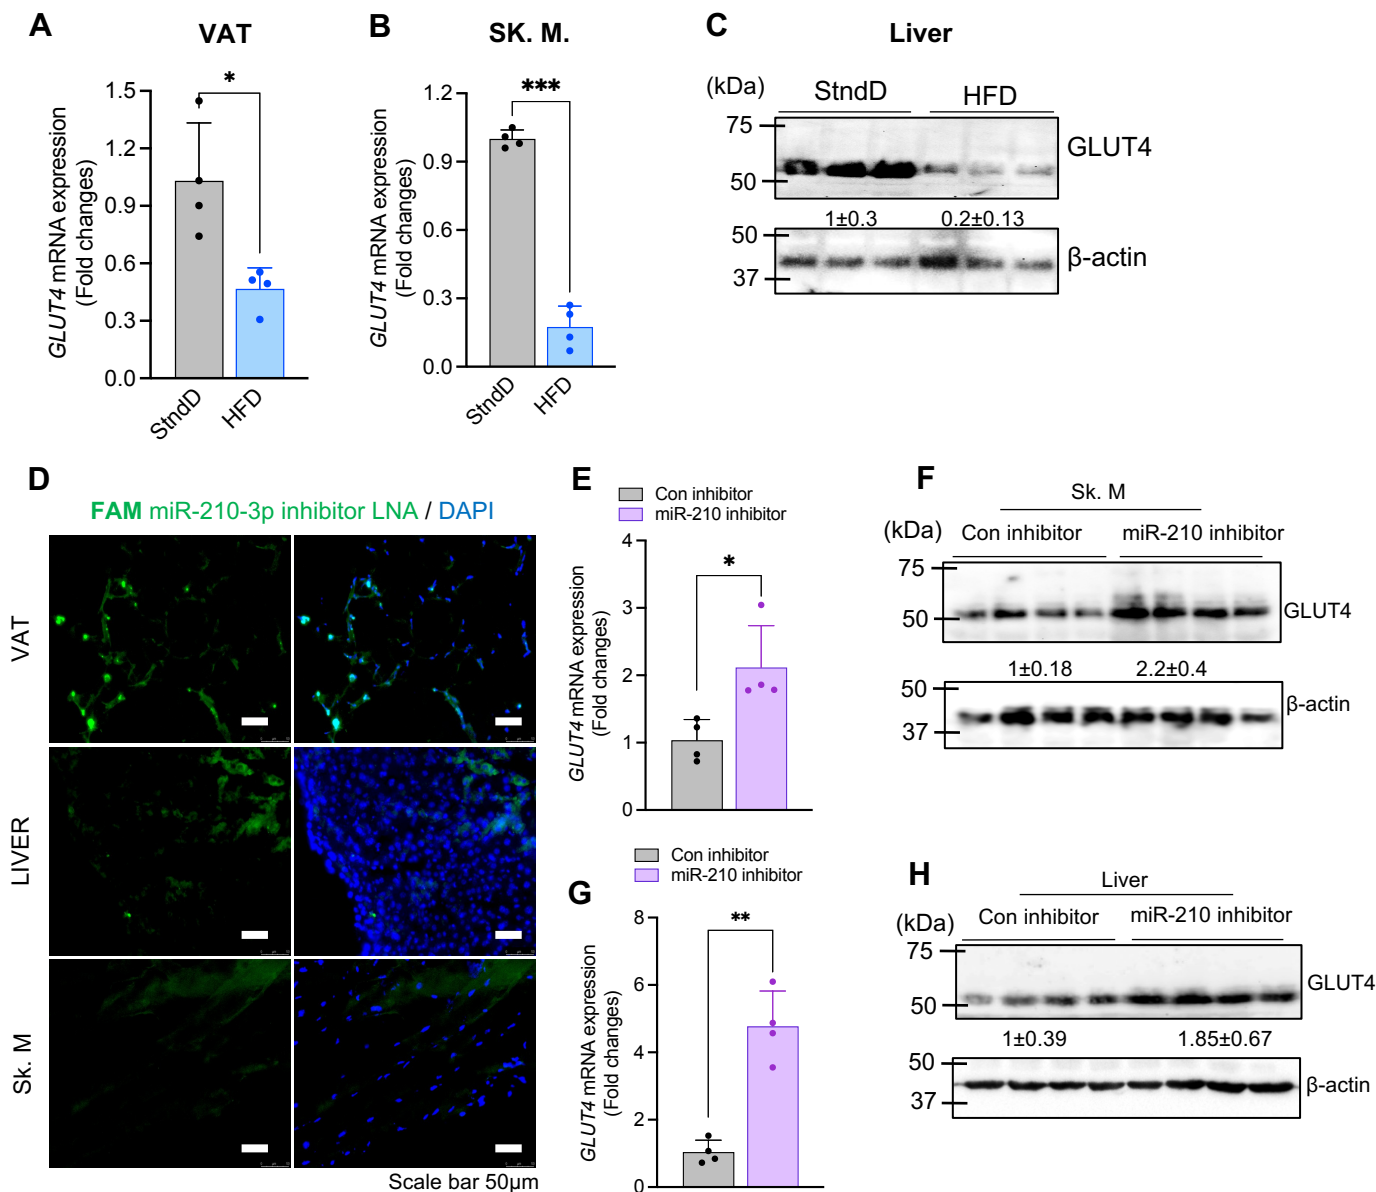 A
VAT
*
GLUT4 mRNA expression
(Fold changes)
1.5
1.2
0.9
0.6
0.3
0.0
StndD
HFD
B
SK. M.
***
GLUT4 mRNA expression
(Fold changes)
1.2
0.9
0.6
0.3
0.0
StndD
HFD
C
Liver
(kDa)
StndD
HFD
75
50
GLUT4
1±0.3
0.2±0.13
50
37
β-actin
D
FAM miR-210-3p inhibitor LNA / DAPI
VAT
LIVER
Sk. M
Scale bar 50μm
E
Con inhibitor
miR-210 inhibitor
*
GLUT4 mRNA expression
(Fold changes)
4
3
2
1
0
F
Sk. M
(kDa)
Con inhibitor
miR-210 inhibitor
75
50
GLUT4
1±0.18
2.2±0.4
50
37
β-actin
G
Con inhibitor
miR-210 inhibitor
**
GLUT4 mRNA expression
(Fold changes)
8
6
4
2
0
H
Liver
(kDa)
Con inhibitor
miR-210 inhibitor
75
50
GLUT4
1±0.39
1.85±0.67
50
37
β-actin